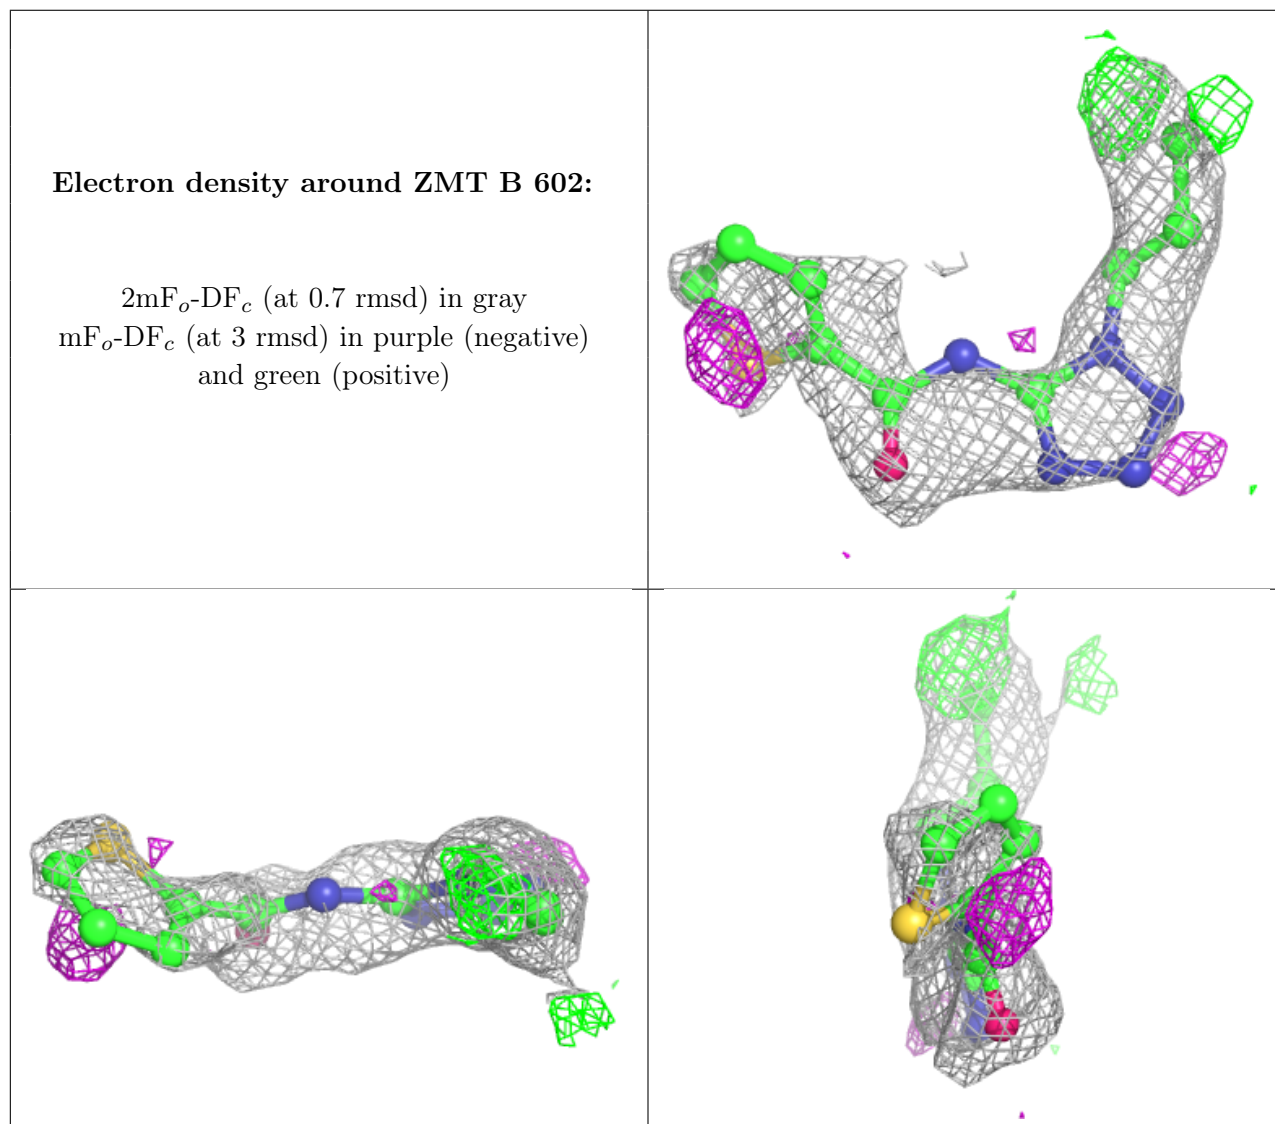 Electron density around ZMT B 602:
2mFo-DFc (at 0.7 rmsd) in gray
mFo-DFc (at 3 rmsd) in purple (negative)
and green (positive)